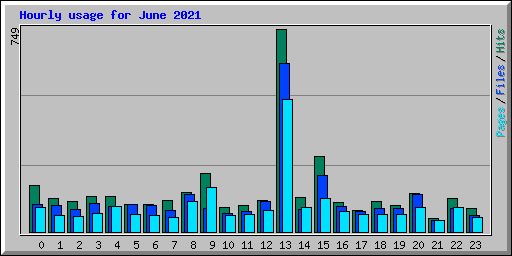 Hourly usage for June 2021
749
Pages / Files / Hits
0 1 2 3 4 5 6 7 8 9 10 11 12 13 14 15 16 17 18 19 20 21 22 23